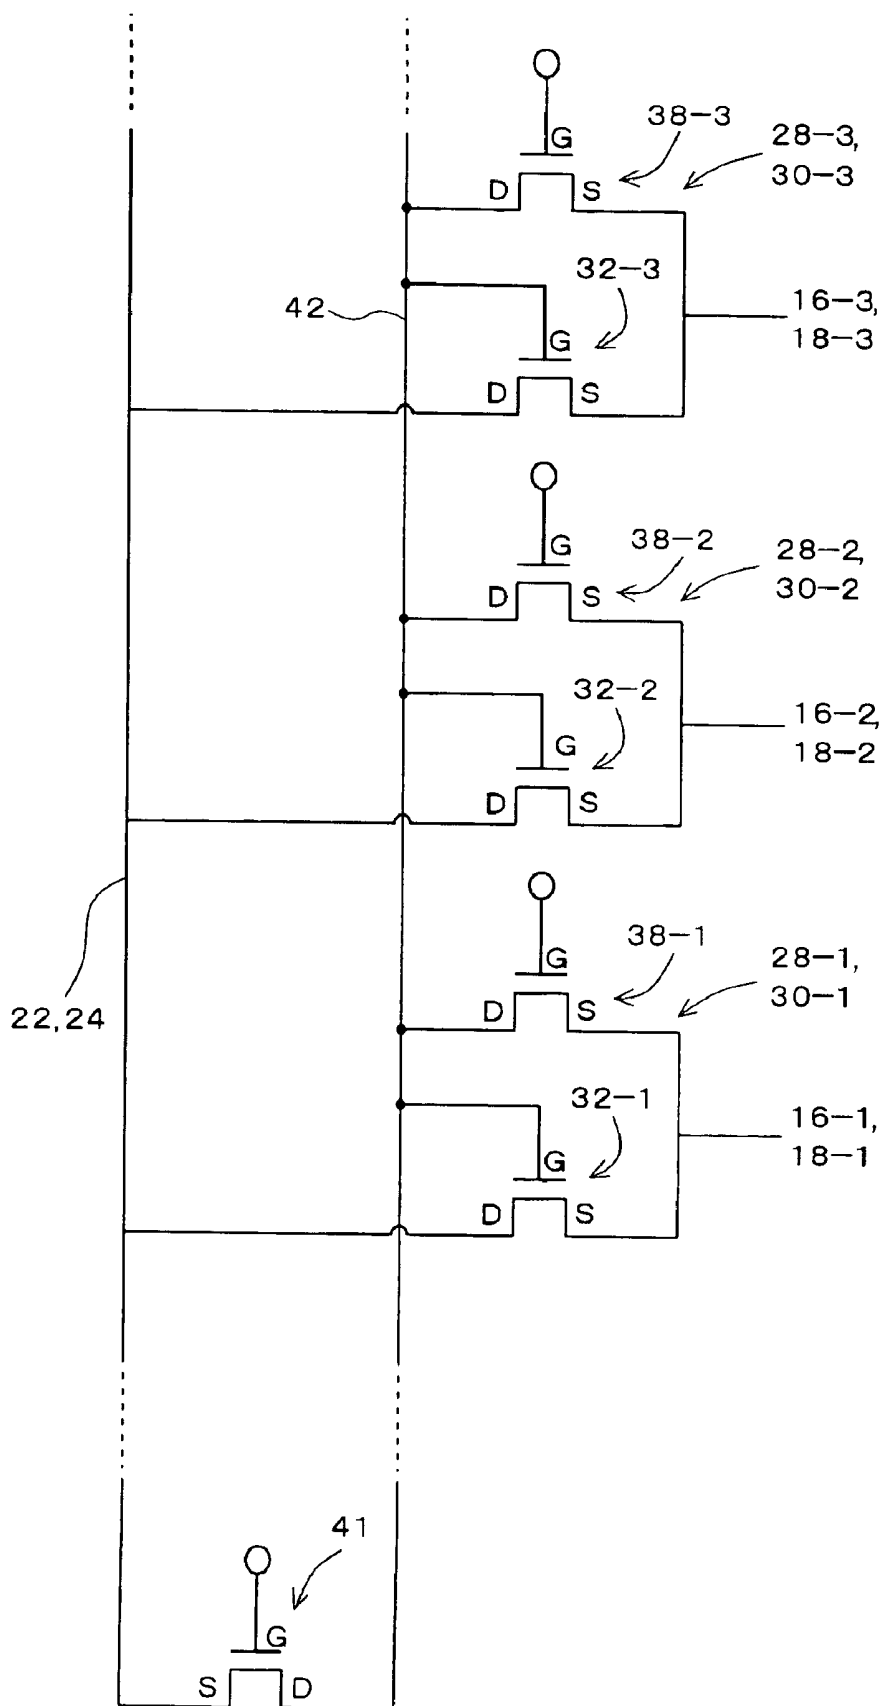 38-3
28-3,
30-3
G
D
S
32-3
16-3,
18-3
42
G
D
S
38-2
28-2,
30-2
G
D
S
32-2
16-2,
18-2
G
D
S
38-1
28-1,
30-1
G
D
S
22,24
32-1
16-1,
18-1
G
D
S
41
G
S
D